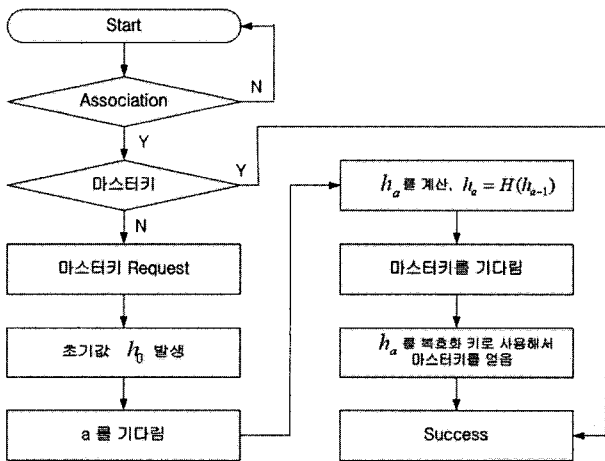 Start
Association
N
Y
마스터키
Y
N
마스터키 Request
초기값 h₀ 발생
a 를 기다림
hₐ 를 계산, hₐ = H(hₐ₋₁)
마스터키를 기다림
hₐ 를 복호화 키로 사용해서
마스터키를 얻음
Success